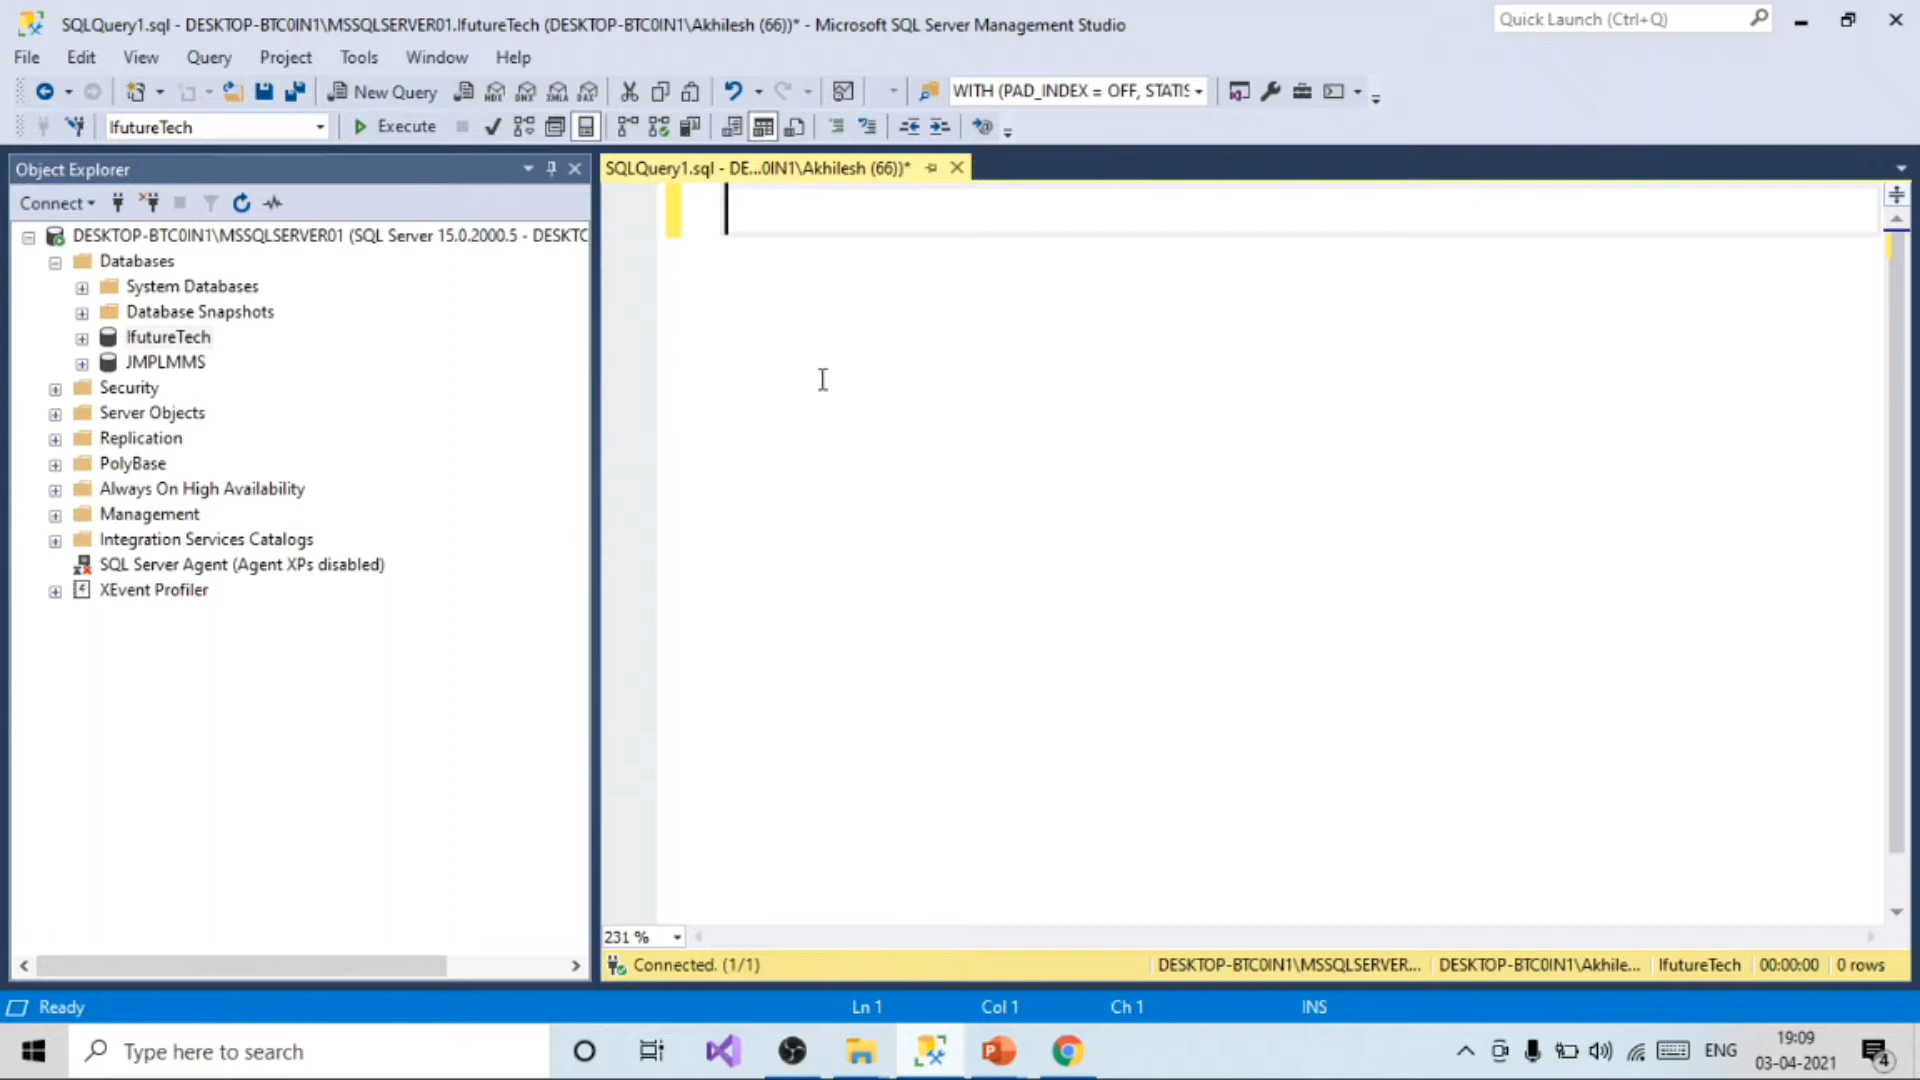 SQLQuery1.sql - DESKTOP-BTC0IN1\MSSQLSERVER01.IfutureTech (DESKTOP-BTC0IN1\Akhilesh (66))* - Microsoft SQL Server Management Studio
Quick Launch (Ctrl+Q)
File Edit View Query Project Tools Window Help
New Query MDX DMX XMLA DAX WITH (PAD_INDEX = OFF, STATIS
IfutureTech Execute
Object Explorer
SQLQuery1.sql - DE...0IN1\Akhilesh (66))*
Connect
DESKTOP-BTC0IN1\MSSQLSERVER01 (SQL Server 15.0.2000.5 - DESKTC
Databases
System Databases
Database Snapshots
IfutureTech
JMPLMMS
Security
Server Objects
Replication
PolyBase
Always On High Availability
Management
Integration Services Catalogs
SQL Server Agent (Agent XPs disabled)
XEvent Profiler
231 %
Connected. (1/1)
DESKTOP-BTC0IN1\MSSQLSERVER... DESKTOP-BTC0IN1\Akhile... IfutureTech 00:00:00 0 rows
Ready Ln 1 Col 1 Ch 1 INS
Type here to search
ENG
19:09
03-04-2021
4